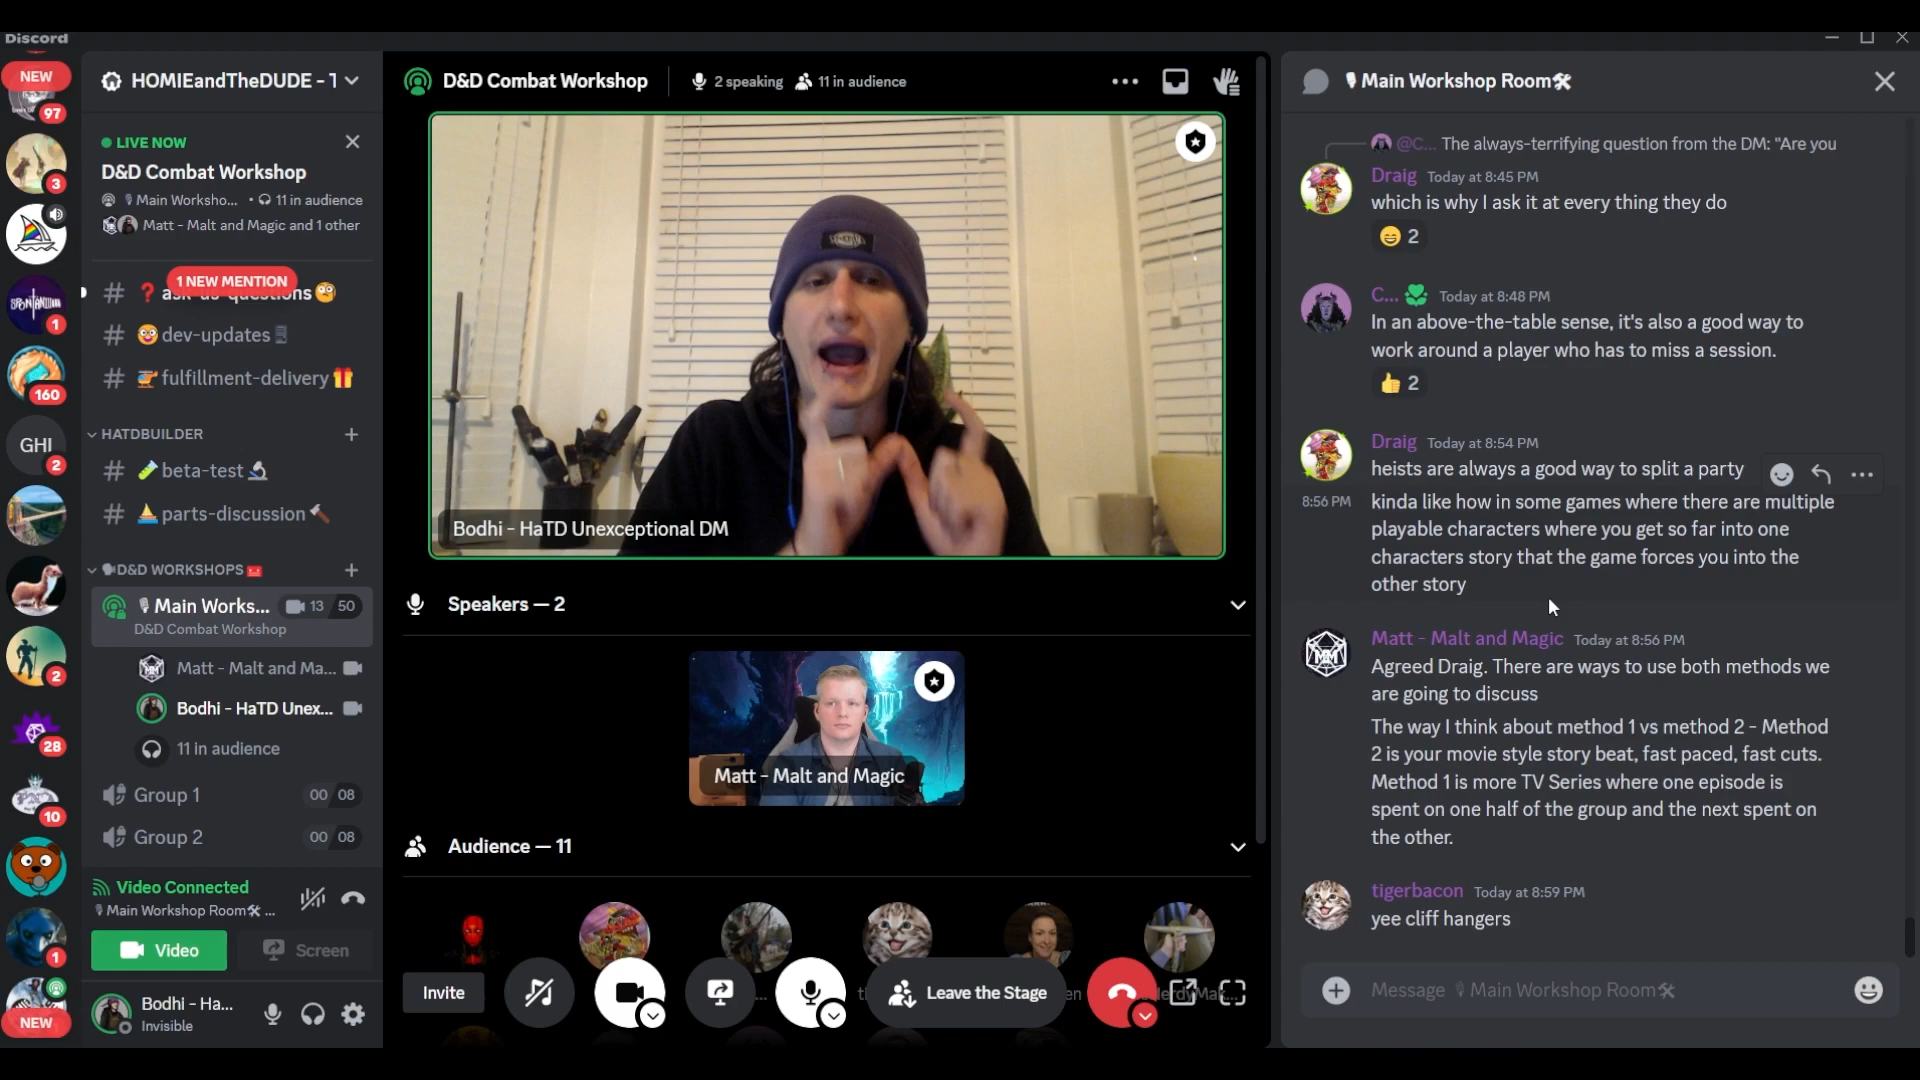 Discord
NEW
97
3
1
160
GHI
2
2
28
10
1
NEW
HOMIEandTheDUDE - T
LIVE NOW
D&D Combat Workshop
Main Worksho... • 11 in audience
Matt - Malt and Magic and 1 other
1 NEW MENTION
# ask-us-questions
# dev-updates
# fulfillment-delivery
HATDBUILDER
# beta-test
# parts-discussion
D&D WORKSHOPS
Main Works... 13 50
D&D Combat Workshop
Matt - Malt and Ma...
Bodhi - HaTD Unex...
11 in audience
Group 1 00 08
Group 2 00 08
Video Connected
Main Workshop Room ...
Video
Screen
Bodhi - Ha...
Invisible
D&D Combat Workshop
2 speaking 11 in audience
Bodhi - HaTD Unexceptional DM
Speakers — 2
Matt - Malt and Magic
Audience — 11
Invite
Leave the Stage
Main Workshop Room
@C... The always-terrifying question from the DM: "Are you
Draig Today at 8:45 PM
which is why I ask it at every thing they do
2
C... Today at 8:48 PM
In an above-the-table sense, it's also a good way to
work around a player who has to miss a session.
2
Draig Today at 8:54 PM
heists are always a good way to split a party
8:56 PM kinda like how in some games where there are multiple
playable characters where you get so far into one
characters story that the game forces you into the
other story
Matt - Malt and Magic Today at 8:56 PM
Agreed Draig. There are ways to use both methods we
are going to discuss
The way I think about method 1 vs method 2 - Method
2 is your movie style story beat, fast paced, fast cuts.
Method 1 is more TV Series where one episode is
spent on one half of the group and the next spent on
the other.
tigerbacon Today at 8:59 PM
yee cliff hangers
Message Main Workshop Room